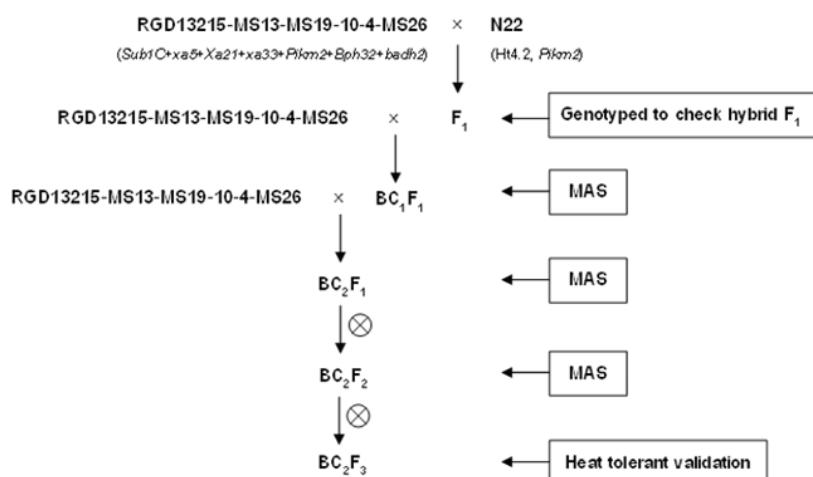 RGD13215-MS13-MS19-10-4-MS26 × N22
(Sub1C+xa5+Xa21+xa33+Pikm2+Bph32+badh2) (Ht4.2, Pikm2)
RGD13215-MS13-MS19-10-4-MS26 × F₁ Genotyped to check hybrid F₁
RGD13215-MS13-MS19-10-4-MS26 × BC₁F₁ MAS
BC₂F₁ MAS
BC₂F₂ MAS
BC₂F₃ Heat tolerant validation